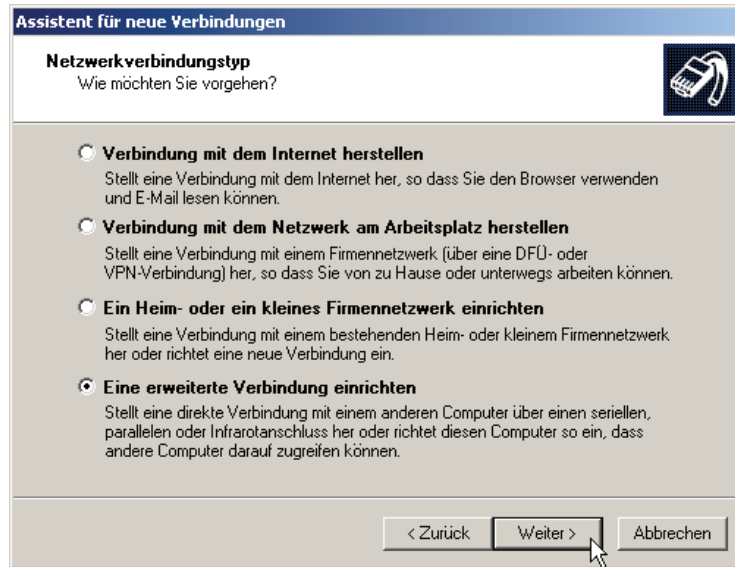 Assistent für neue Verbindungen
Netzwerkverbindungstyp
Wie möchten Sie vorgehen?
Verbindung mit dem Internet herstellen
Stellt eine Verbindung mit dem Internet her, so dass Sie den Browser verwenden
und E-Mail lesen können.
Verbindung mit dem Netzwerk am Arbeitsplatz herstellen
Stellt eine Verbindung mit einem Firmennetzwerk (über eine DFÜ- oder
VPN-Verbindung) her, so dass Sie von zu Hause oder unterwegs arbeiten können.
Ein Heim- oder ein kleines Firmennetzwerk einrichten
Stellt eine Verbindung mit einem bestehenden Heim- oder kleinem Firmennetzwerk
her oder richtet eine neue Verbindung ein.
Eine erweiterte Verbindung einrichten
Stellt eine direkte Verbindung mit einem anderen Computer über einen seriellen,
parallelen oder Infrarotanschluss her oder richtet diesen Computer so ein, dass
andere Computer darauf zugreifen können.
< Zurück Weiter > Abbrechen